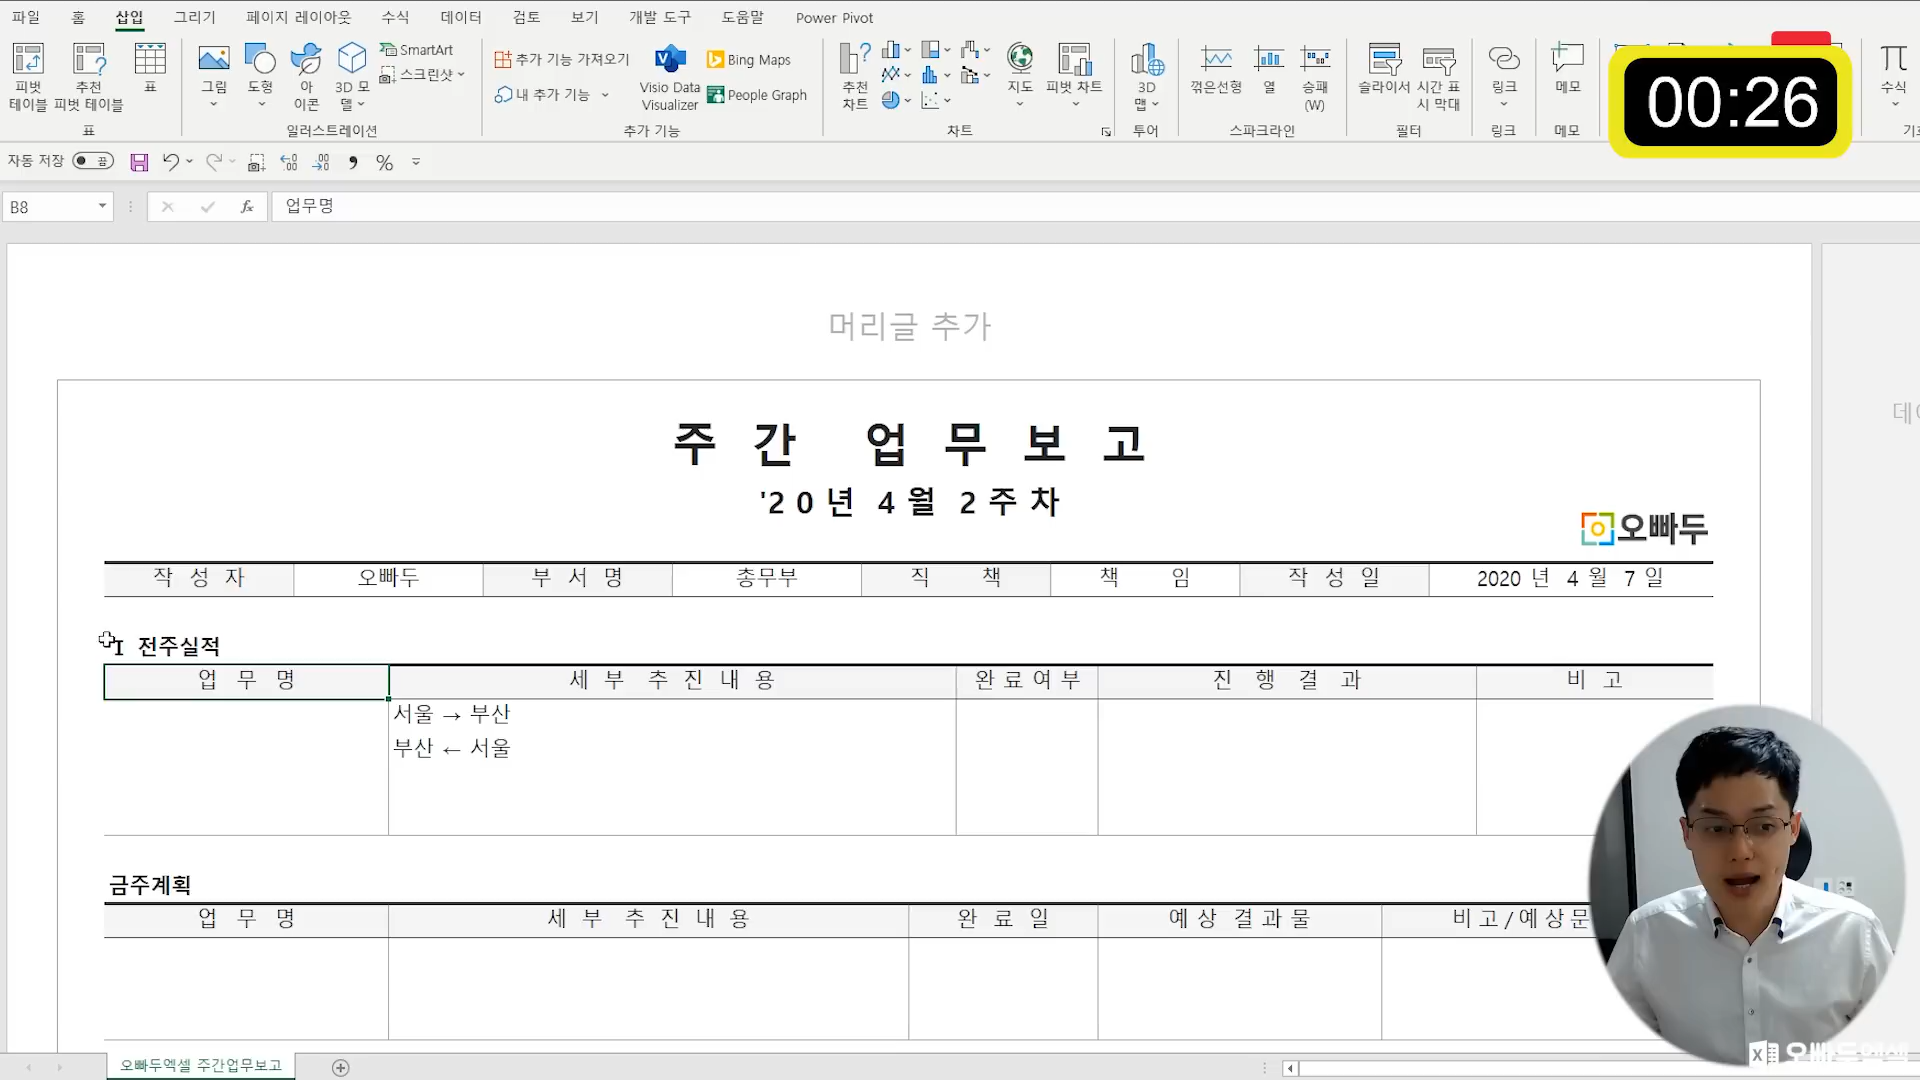 파일 홈 삽입 그리기 페이지 레이아웃 수식 데이터 검토 보기 개발 도구 도움말 Power Pivot
피벗 테이블
추천 피벗 테이블
표
그림
도형
아이콘
3D 모델
SmartArt
스크린샷
추가 기능 가져오기
내 추가 기능
Visio Data Visualizer
Bing Maps
People Graph
추천 차트
지도
피벗 차트
3D 맵
꺾은선형
열
승패 (W)
슬라이서
시간 표시 막대
링크
메모
수식
표 일러스트레이션 추가 기능 차트 투어 스파크라인 필터 링크 메모
00:26
자동 저장 끔
B8
fx
업무명
머리글 추가
주 간 업 무 보 고
'20년 4월 2주차
오빠두
작 성 자 오빠두 부 서 명 총무부 직 책 책 임 작 성 일 2020 년 4 월 7 일
I 전주실적
업 무 명 세 부 추 진 내 용 완료여부 진 행 결 과 비 고
서울 → 부산
부산 ← 서울
금주계획
업 무 명 세 부 추 진 내 용 완 료 일 예상 결과물 비고/예상문
오빠두엑셀 주간업무보고
오빠두엑셀